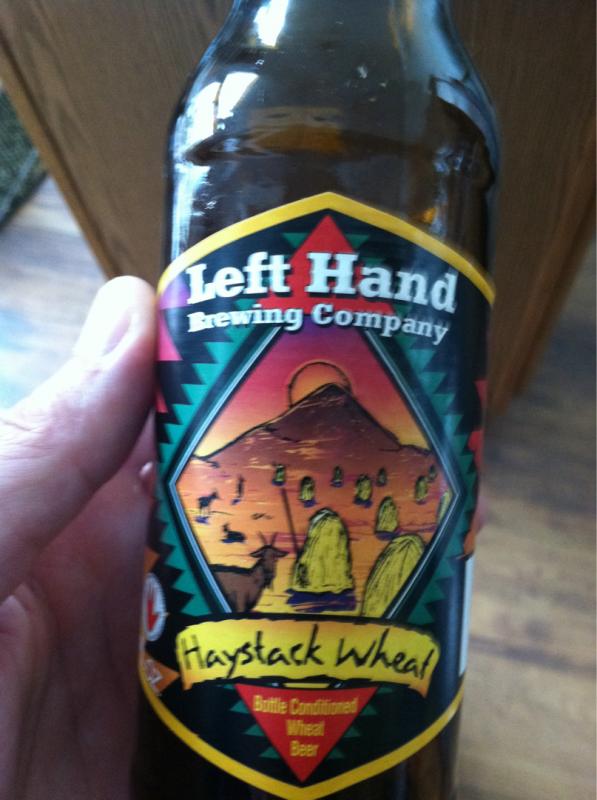 Left Hand
Brewing Company
Haystack Wheat
Bottle Conditioned
Wheat
Beer